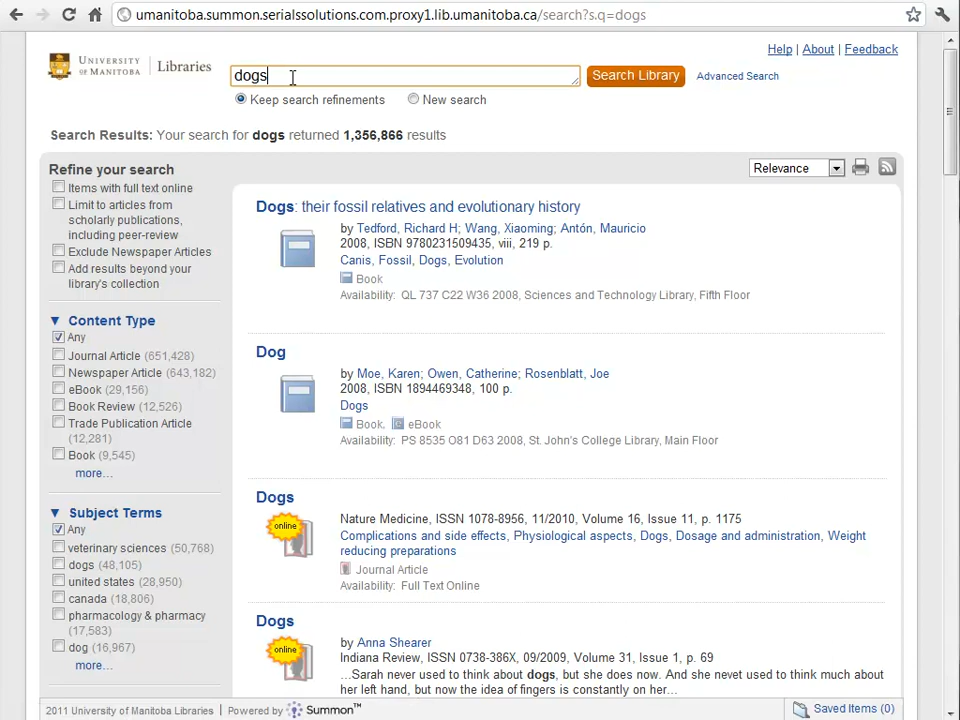 umanitoba.summon.serialssolutions.com.proxy1.lib.umanitoba.ca/search?s.q=dogs
Help | About | Feedback
UNIVERSITY OF MANITOBA | Libraries
dogs
Search Library
Advanced Search
Keep search refinements
New search
Search Results: Your search for dogs returned 1,356,866 results
Refine your search
Items with full text online
Limit to articles from
scholarly publications,
including peer-review
Exclude Newspaper Articles
Add results beyond your
library's collection
Content Type
Any
Journal Article (651,428)
Newspaper Article (643,182)
eBook (29,156)
Book Review (12,526)
Trade Publication Article
(12,281)
Book (9,545)
more...
Subject Terms
Any
veterinary sciences (50,768)
dogs (48,105)
united states (28,950)
canada (18,806)
pharmacology & pharmacy
(17,583)
dog (16,967)
more...
Relevance
Dogs: their fossil relatives and evolutionary history
by Tedford, Richard H; Wang, Xiaoming; Antón, Mauricio
2008, ISBN 9780231509435, viii, 219 p.
Canis, Fossil, Dogs, Evolution
Book
Availability: QL 737 C22 W36 2008, Sciences and Technology Library, Fifth Floor
Dog
by Moe, Karen; Owen, Catherine; Rosenblatt, Joe
2008, ISBN 1894469348, 100 p.
Dogs
Book, eBook
Availability: PS 8535 O81 D63 2008, St. John's College Library, Main Floor
Dogs
online
Nature Medicine, ISSN 1078-8956, 11/2010, Volume 16, Issue 11, p. 1175
Complications and side effects, Physiological aspects, Dogs, Dosage and administration, Weight
reducing preparations
Journal Article
Availability: Full Text Online
Dogs
online
by Anna Shearer
Indiana Review, ISSN 0738-386X, 09/2009, Volume 31, Issue 1, p. 69
...Sarah never used to think about dogs, but she does now. And she nevet used to think much about
her left hand, but now the idea of fingers is constantly on her...
2011 University of Manitoba Libraries | Powered by Summon™
Saved Items (0)